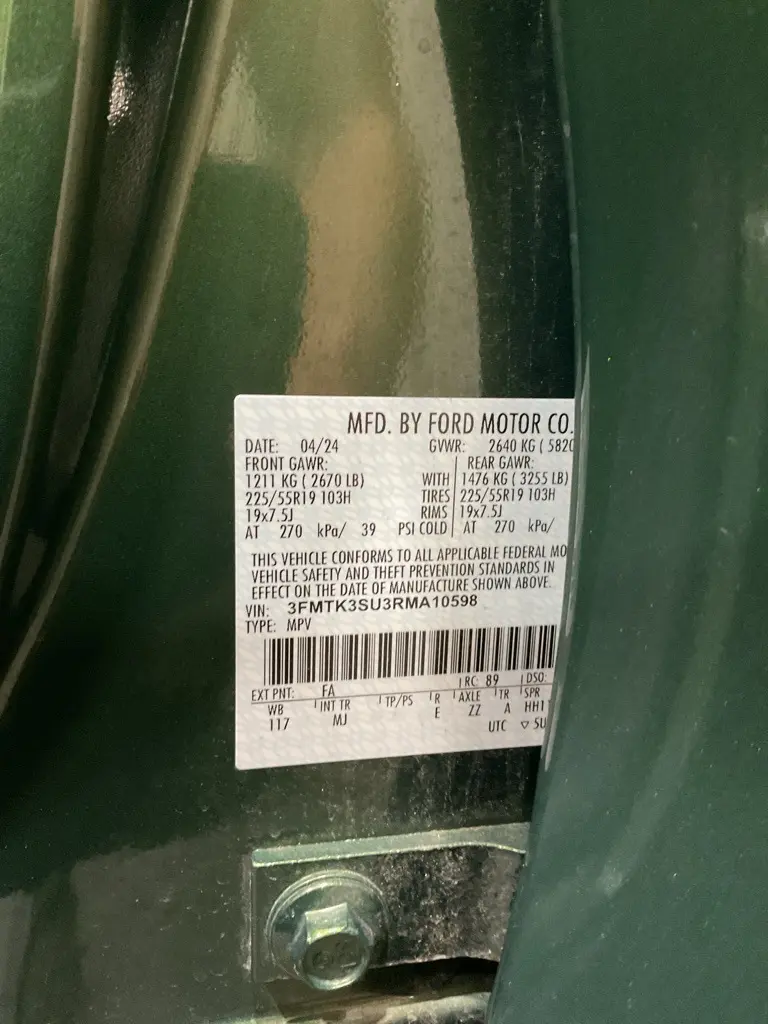 MFD. BY FORD MOTOR CO.
DATE: 04/24 GVWR: 2640 KG ( 5820
FRONT GAWR: REAR GAWR:
1211 KG ( 2670 LB) WITH 1476 KG ( 3255 LB)
225/55R19 103H TIRES 225/55R19 103H
19x7.5J RIMS 19x7.5J
AT 270 kPa/ 39 PSI COLD AT 270 kPa/
THIS VEHICLE CONFORMS TO ALL APPLICABLE FEDERAL MO
VEHICLE SAFETY AND THEFT PREVENTION STANDARDS IN
EFFECT ON THE DATE OF MANUFACTURE SHOWN ABOVE.
VIN: 3FMTK3SU3RMA10598
TYPE: MPV
EXT PNT: FA RC: 89 DSO:
WB INT TR TP/PS R AXLE TR SPR
117 MJ E ZZ A HH1
UTC ▽ 5U